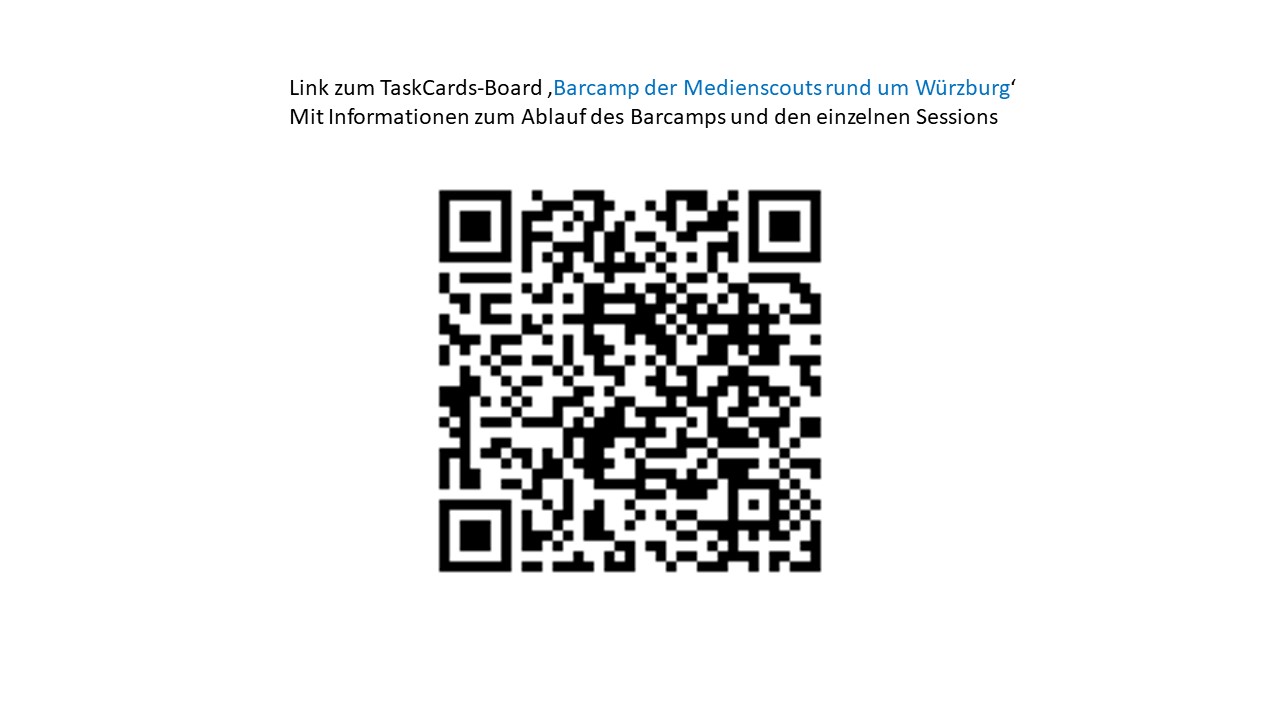 Link zum TaskCards-Board ‚Barcamp der Medienscouts rund um Würzburg‘
Mit Informationen zum Ablauf des Barcamps und den einzelnen Sessions